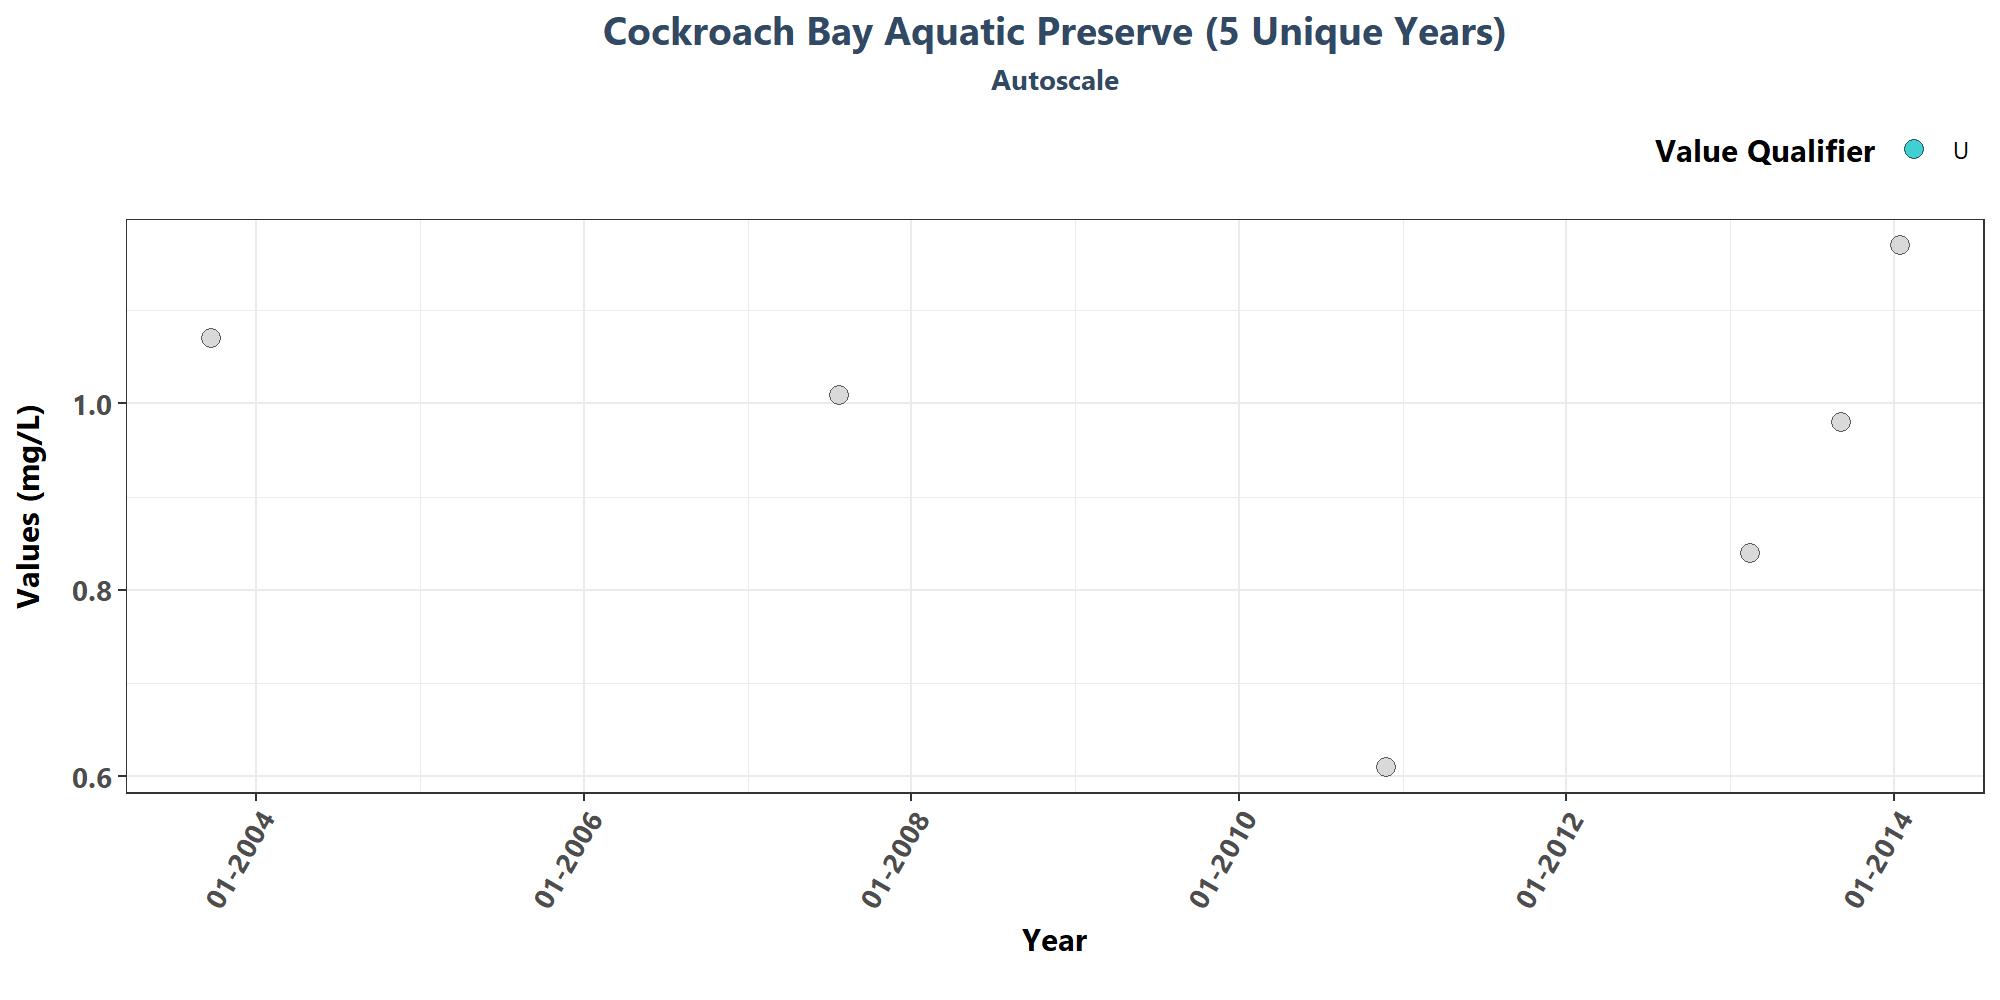 Cockroach Bay Aquatic Preserve (5 Unique Years)
Autoscale
Value Qualifier U
Values (mg/L)
1.0
0.8
0.6
01-2004 01-2006 01-2008 01-2010 01-2012 01-2014
Year